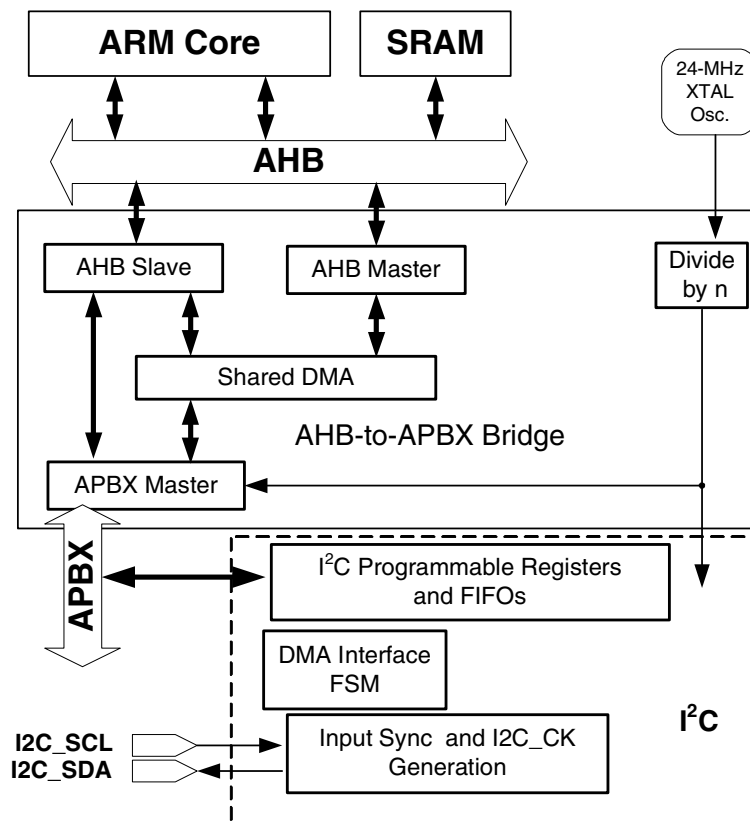 ARM Core
SRAM
24-MHz
XTAL
Osc.
AHB
AHB Slave
AHB Master
Divide
by n
Shared DMA
AHB-to-APBX Bridge
APBX Master
APBX
I²C Programmable Registers
and FIFOs
DMA Interface
FSM
I²C
I2C_SCL
I2C_SDA
Input Sync and I2C_CK
Generation